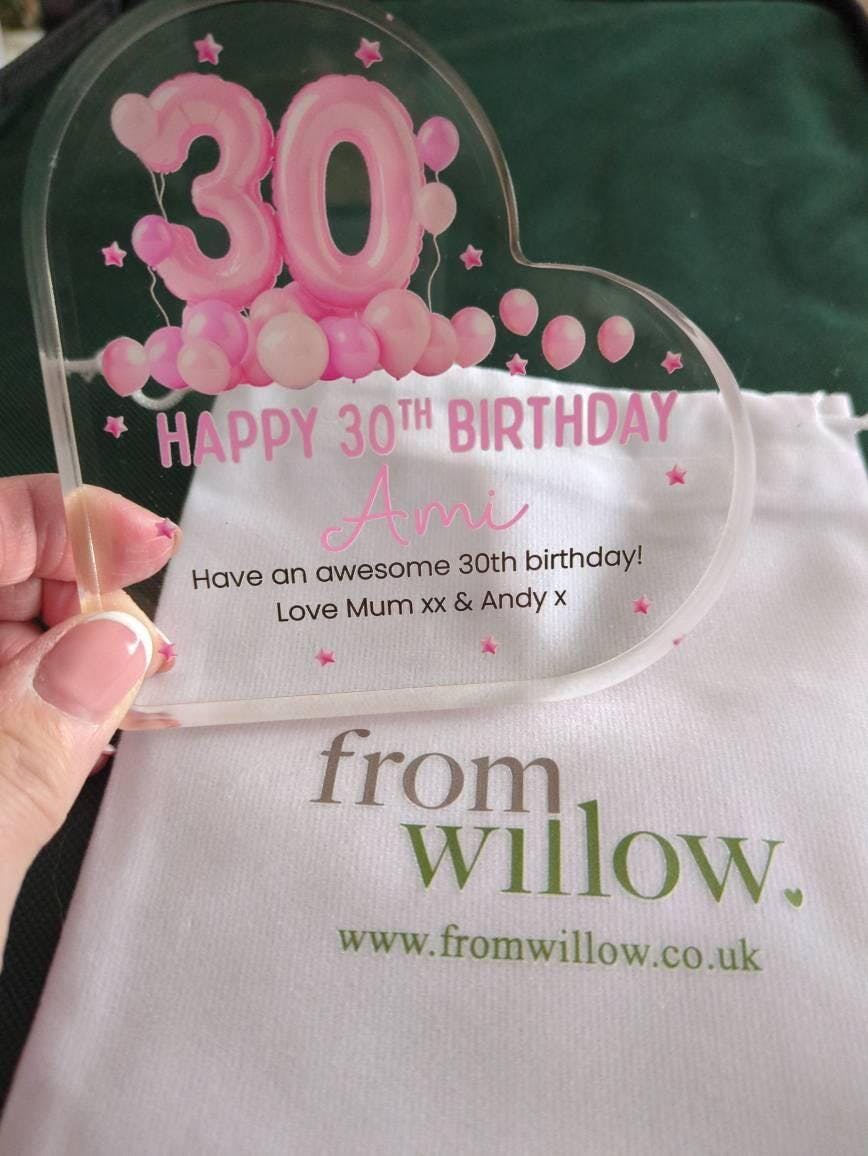 30
HAPPY 30TH BIRTHDAY
Ami
Have an awesome 30th birthday!
Love Mum xx & Andy x
from
willow.
www.fromwillow.co.uk